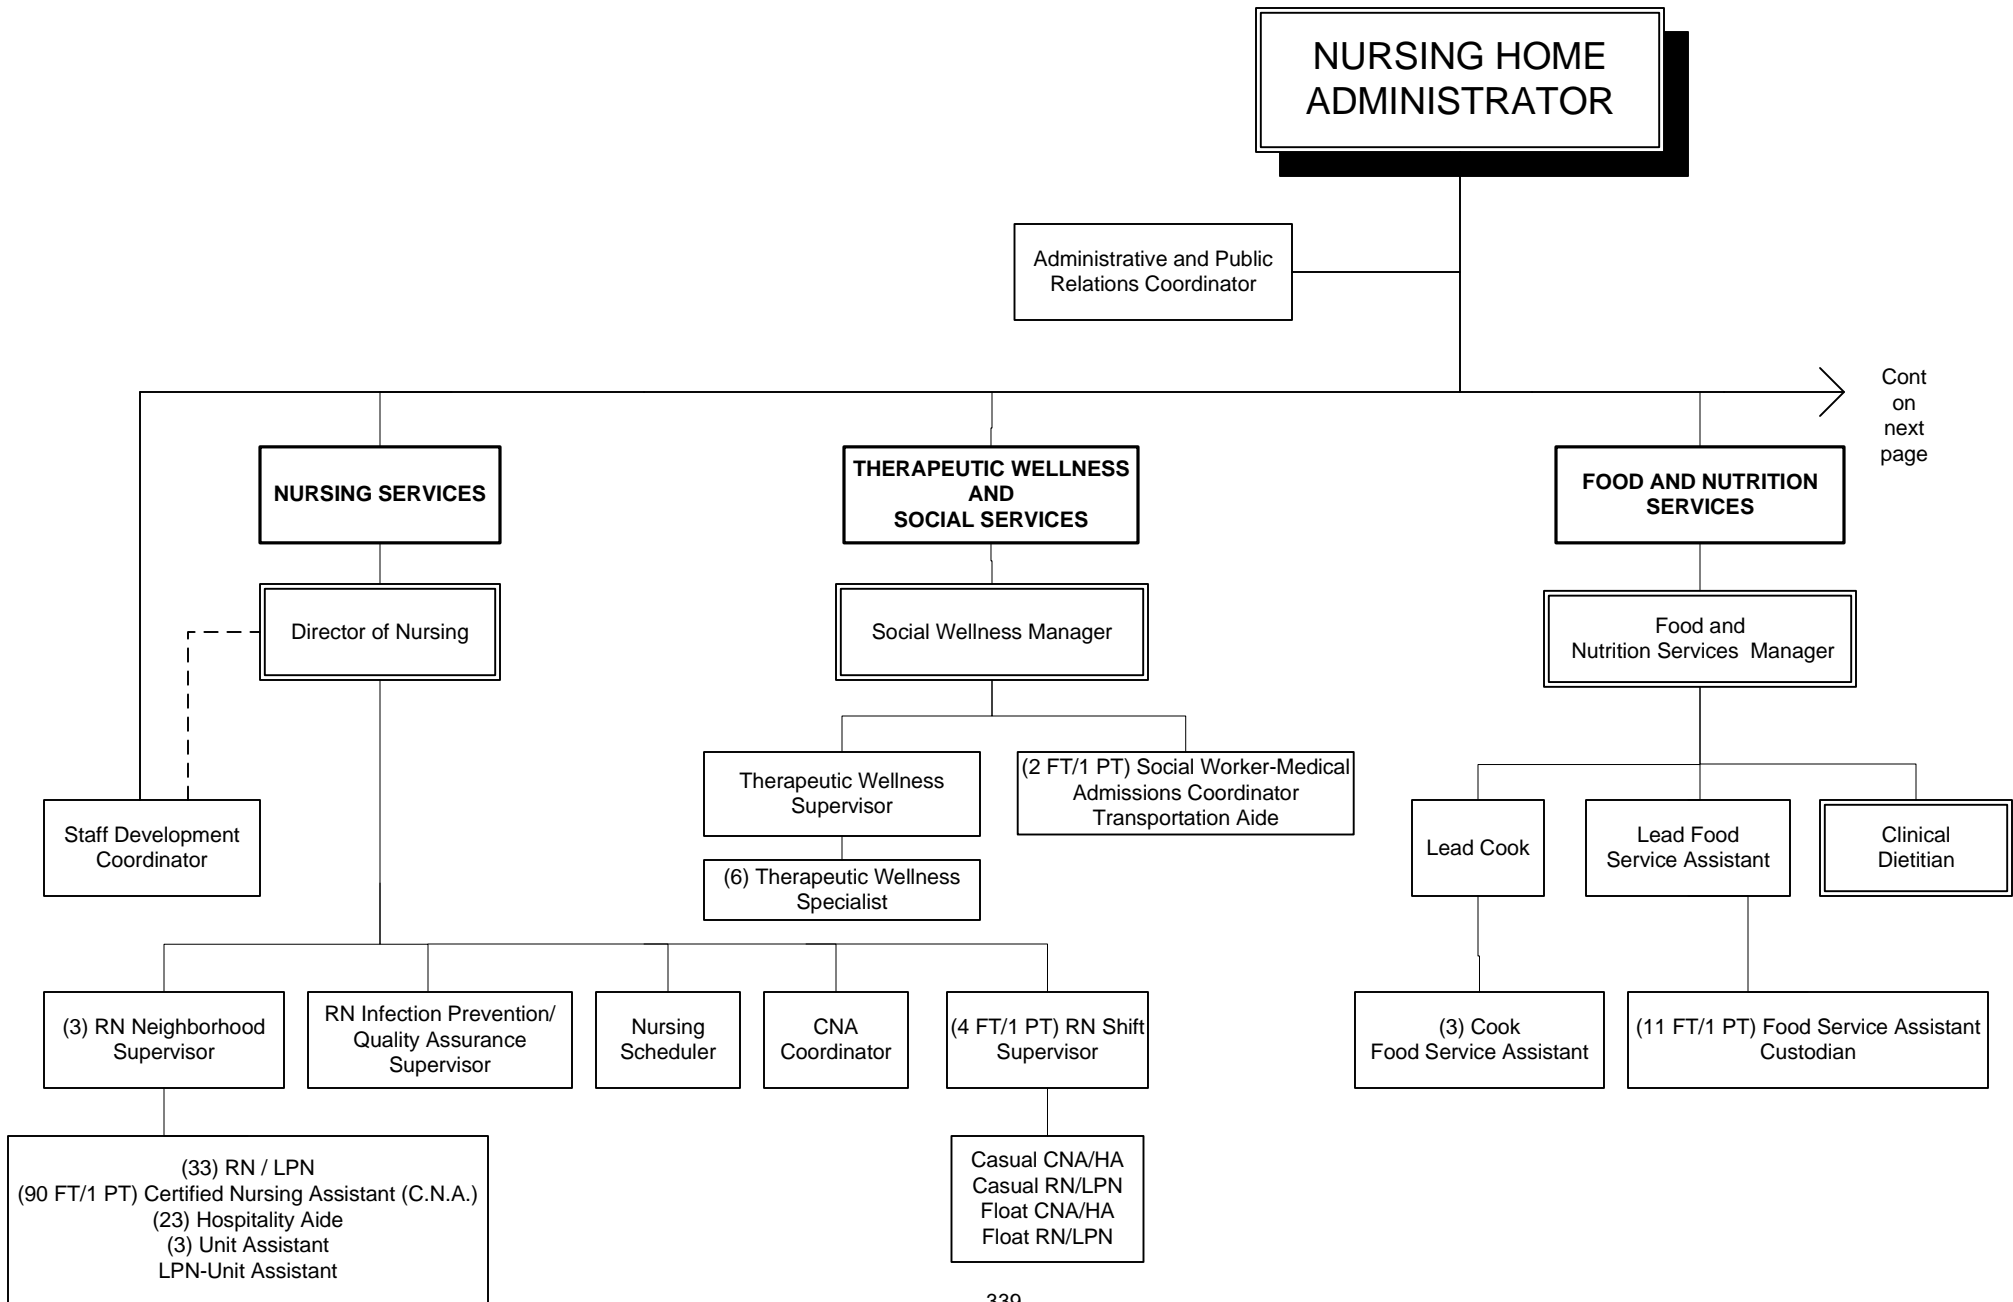 NURSING HOME
ADMINISTRATOR
Administrative and Public
Relations Coordinator
Cont
on
next
page
NURSING SERVICES
THERAPEUTIC WELLNESS
AND
SOCIAL SERVICES
FOOD AND NUTRITION
SERVICES
Director of Nursing
Social Wellness Manager
Food and
Nutrition Services Manager
Staff Development
Coordinator
Therapeutic Wellness
Supervisor
(2 FT/1 PT) Social Worker-Medical
Admissions Coordinator
Transportation Aide
(6) Therapeutic Wellness
Specialist
Lead Cook
Lead Food
Service Assistant
Clinical
Dietitian
(3) RN Neighborhood
Supervisor
RN Infection Prevention/
Quality Assurance
Supervisor
Nursing
Scheduler
CNA
Coordinator
(4 FT/1 PT) RN Shift
Supervisor
(3) Cook
Food Service Assistant
(11 FT/1 PT) Food Service Assistant
Custodian
(33) RN / LPN
(90 FT/1 PT) Certified Nursing Assistant (C.N.A.)
(23) Hospitality Aide
(3) Unit Assistant
LPN-Unit Assistant
Casual CNA/HA
Casual RN/LPN
Float CNA/HA
Float RN/LPN
339